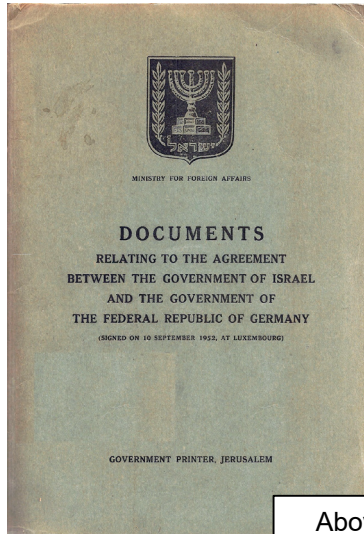 ישראל
MINISTRY FOR FOREIGN AFFAIRS
DOCUMENTS
RELATING TO THE AGREEMENT
BETWEEN THE GOVERNMENT OF ISRAEL
AND THE GOVERNMENT OF
THE FEDERAL REPUBLIC OF GERMANY
(SIGNED ON 10 SEPTEMBER 1952, AT LUXEMBOURG)
GOVERNMENT PRINTER, JERUSALEM